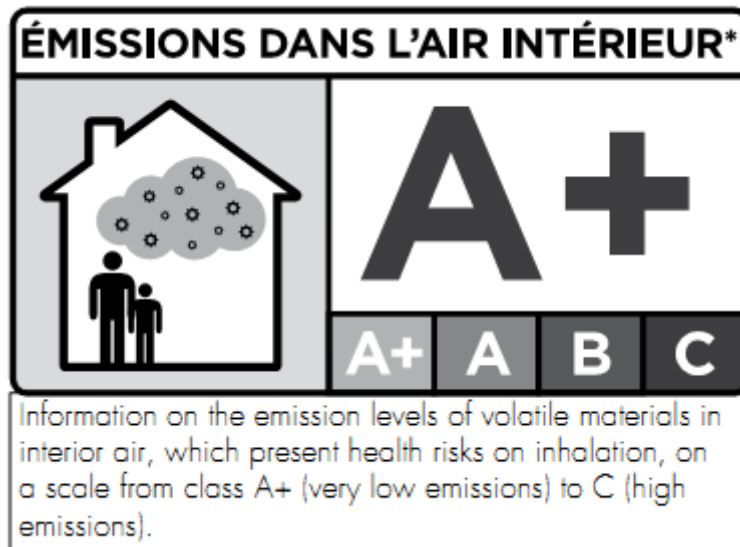 ÉMISSIONS DANS L'AIR INTÉRIEUR*
A+
A+ A B C
Information on the emission levels of volatile materials in
interior air, which present health risks on inhalation, on
a scale from class A+ (very low emissions) to C (high
emissions).